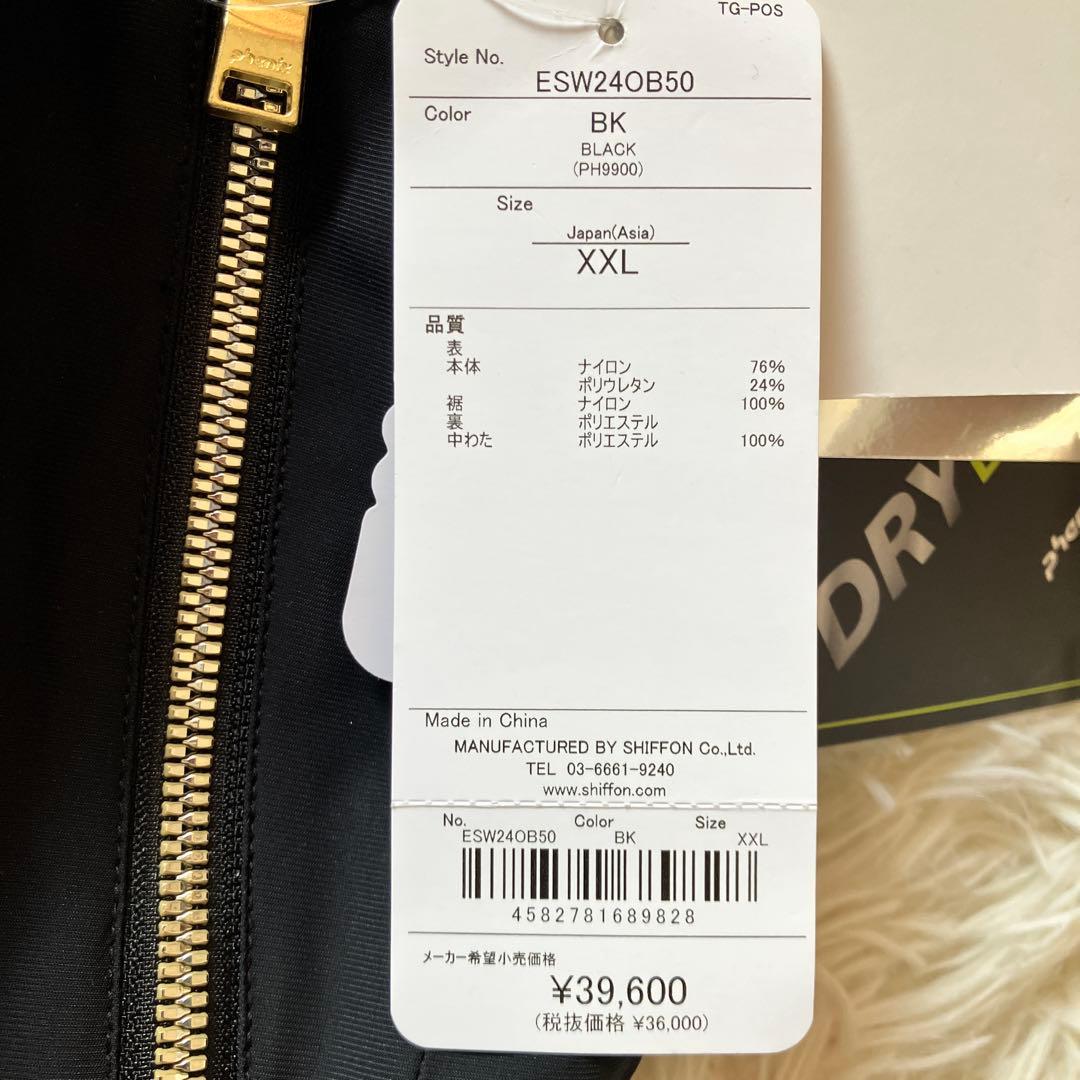 phenix
TG-POS
Style No.
ESW24OB50
Color
BK
BLACK
(PH9900)
Size
Japan(Asia)
XXL
品質
表
本体 ナイロン 76%
ポリウレタン 24%
裾 ナイロン 100%
裏 ポリエステル
中わた ポリエステル 100%
DRY
Made in China
MANUFACTURED BY SHIFFON Co.,Ltd.
TEL 03-6661-9240
www.shiffon.com
No. Color Size
ESW24OB50 BK XXL
4582781689828
メーカー希望小売価格
¥39,600
(税抜価格 ¥36,000)